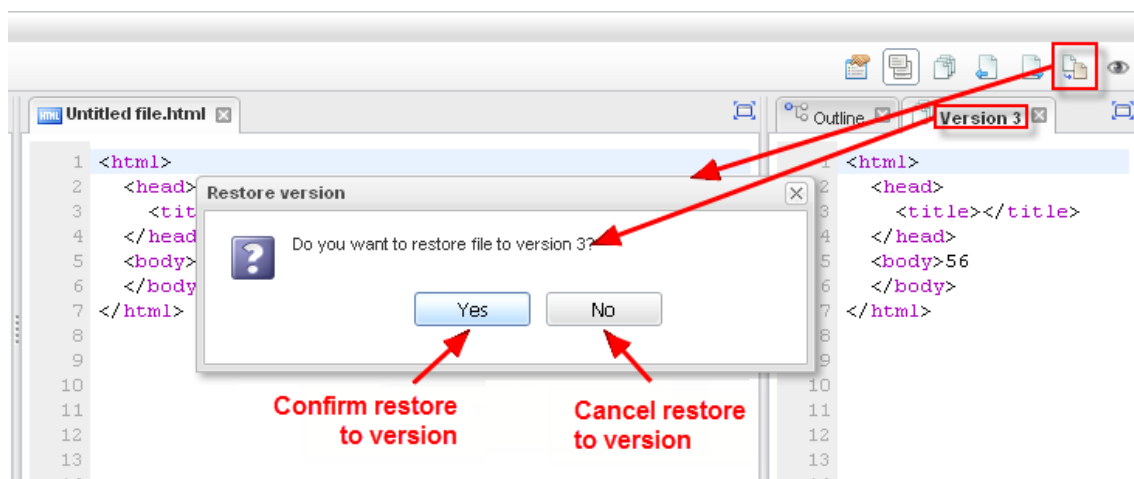 HTML Untitled file.html
Outline
Version 3
1 <html>
2 <head>
3 <tit
4 </head
5 <body>
6 </body
7 </html>
8
9
10
11
12
13
Restore version
Do you want to restore file to version 3?
Yes No
Confirm restore
to version
Cancel restore
to version
1 <html>
2 <head>
3 <title></title>
4 </head>
5 <body>56
6 </body>
7 </html>
8
9
10
11
12
13